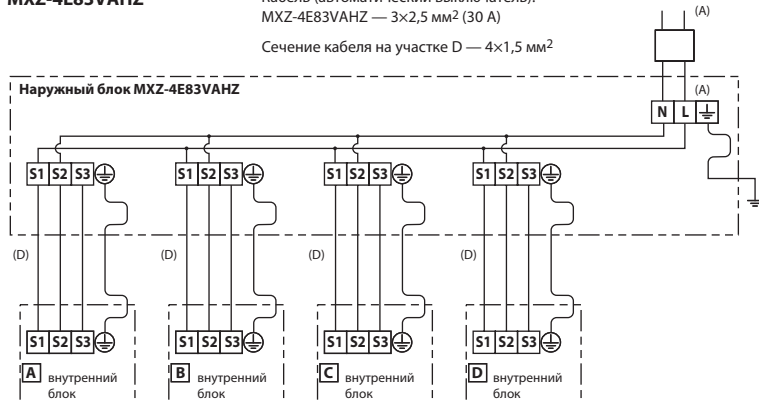 MXZ-4E83VAHZ
Кабель (автоматический выключатель):
MXZ-4E83VAHZ — 3×2,5 мм² (30 А)
Сечение кабеля на участке D — 4×1,5 мм²
(A)
Наружный блок MXZ-4E83VAHZ
(A)
N L
S1 S2 S3 S1 S2 S3 S1 S2 S3 S1 S2 S3
(D) (D) (D) (D)
S1 S2 S3 S1 S2 S3 S1 S2 S3 S1 S2 S3
A внутренний блок
B внутренний блок
C внутренний блок
D внутренний блок